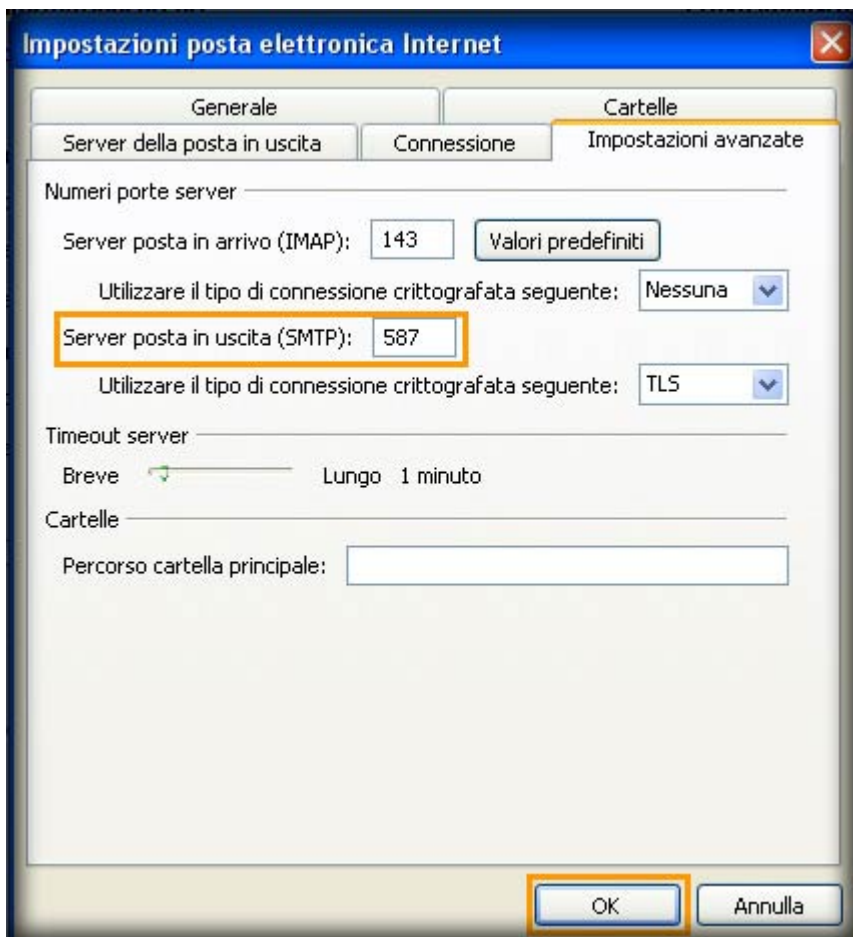 Impostazioni posta elettronica Internet
Generale Cartelle
Server della posta in uscita Connessione Impostazioni avanzate
Numeri porte server
Server posta in arrivo (IMAP): 143 Valori predefiniti
Utilizzare il tipo di connessione crittografata seguente: Nessuna
Server posta in uscita (SMTP): 587
Utilizzare il tipo di connessione crittografata seguente: TLS
Timeout server
Breve Lungo 1 minuto
Cartelle
Percorso cartella principale:
OK Annulla